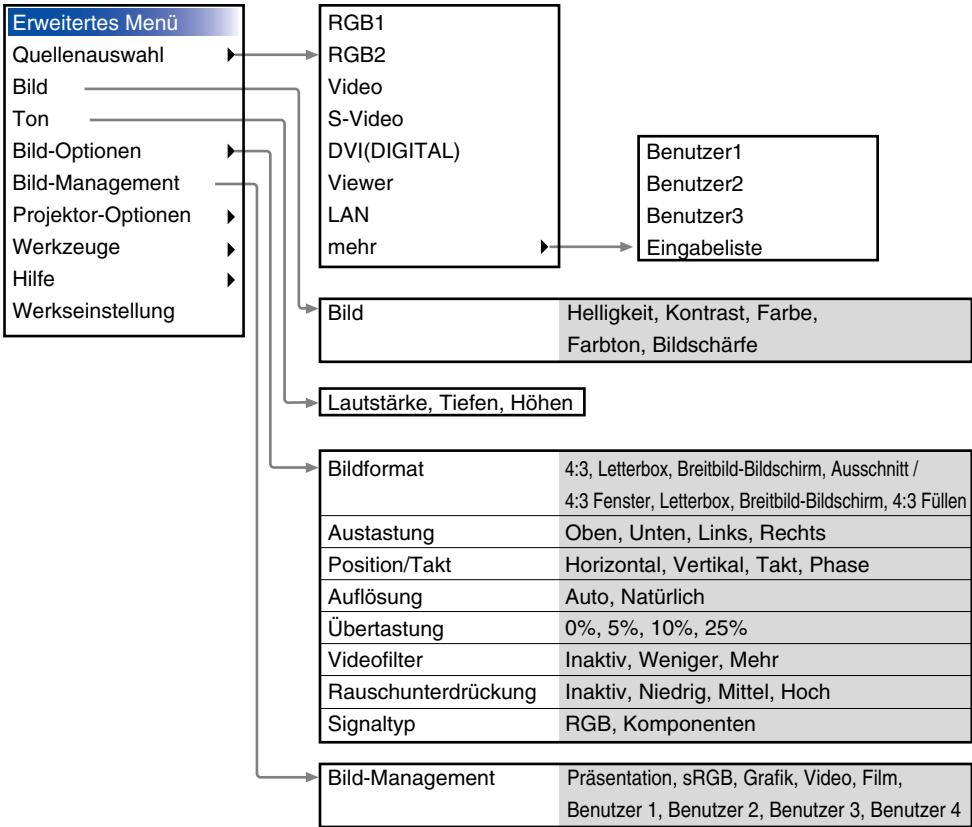 Erweitertes Menü
Quellenauswahl
Bild
Ton
Bild-Optionen
Bild-Management
Projektor-Optionen
Werkzeuge
Hilfe
Werkseinstellung
RGB1
RGB2
Video
S-Video
DVI(DIGITAL)
Viewer
LAN
mehr
Benutzer1
Benutzer2
Benutzer3
Eingabeliste
Bild
Helligkeit, Kontrast, Farbe,
Farbton, Bildschärfe
Lautstärke, Tiefen, Höhen
Bildformat
4:3, Letterbox, Breitbild-Bildschirm, Ausschnitt /
4:3 Fenster, Letterbox, Breitbild-Bildschirm, 4:3 Füllen
Austastung
Oben, Unten, Links, Rechts
Position/Takt
Horizontal, Vertikal, Takt, Phase
Auflösung
Auto, Natürlich
Übertastung
0%, 5%, 10%, 25%
Videofilter
Inaktiv, Weniger, Mehr
Rauschunterdrückung
Inaktiv, Niedrig, Mittel, Hoch
Signaltyp
RGB, Komponenten
Bild-Management
Präsentation, sRGB, Grafik, Video, Film,
Benutzer 1, Benutzer 2, Benutzer 3, Benutzer 4